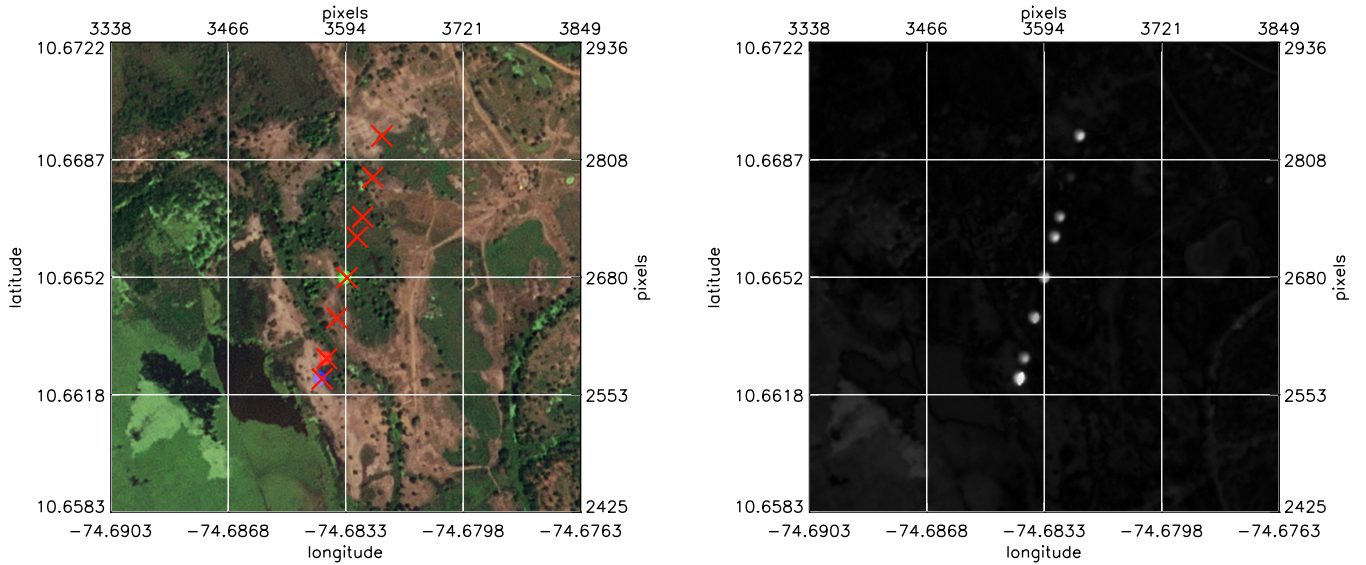 pixels
3338 3466 3594 3721 3849
10.6722 2936
10.6687 2808
10.6652 2680
10.6618 2553
10.6583 2425
latitude
pixels
−74.6903 −74.6868 −74.6833 −74.6798 −74.6763
longitude
pixels
3338 3466 3594 3721 3849
10.6722 2936
10.6687 2808
10.6652 2680
10.6618 2553
10.6583 2425
latitude
pixels
−74.6903 −74.6868 −74.6833 −74.6798 −74.6763
longitude